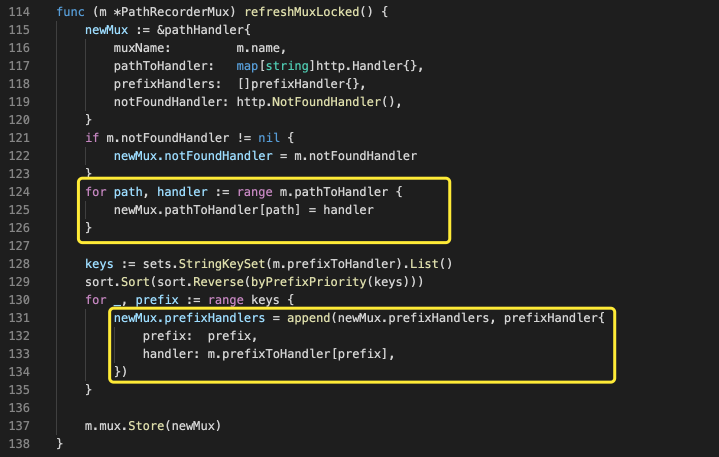 114 func (m *PathRecorderMux) refreshMuxLocked() {
115     newMux := &pathHandler{
116         muxName:         m.name,
117         pathToHandler:   map[string]http.Handler{},
118         prefixHandlers:  []prefixHandler{},
119         notFoundHandler: http.NotFoundHandler(),
120     }
121     if m.notFoundHandler != nil {
122         newMux.notFoundHandler = m.notFoundHandler
123     }
124     for path, handler := range m.pathToHandler {
125         newMux.pathToHandler[path] = handler
126     }
127
128     keys := sets.StringKeySet(m.prefixToHandler).List()
129     sort.Sort(sort.Reverse(byPrefixPriority(keys)))
130     for _, prefix := range keys {
131         newMux.prefixHandlers = append(newMux.prefixHandlers, prefixHandler{
132             prefix:  prefix,
133             handler: m.prefixToHandler[prefix],
134         })
135     }
136
137     m.mux.Store(newMux)
138 }